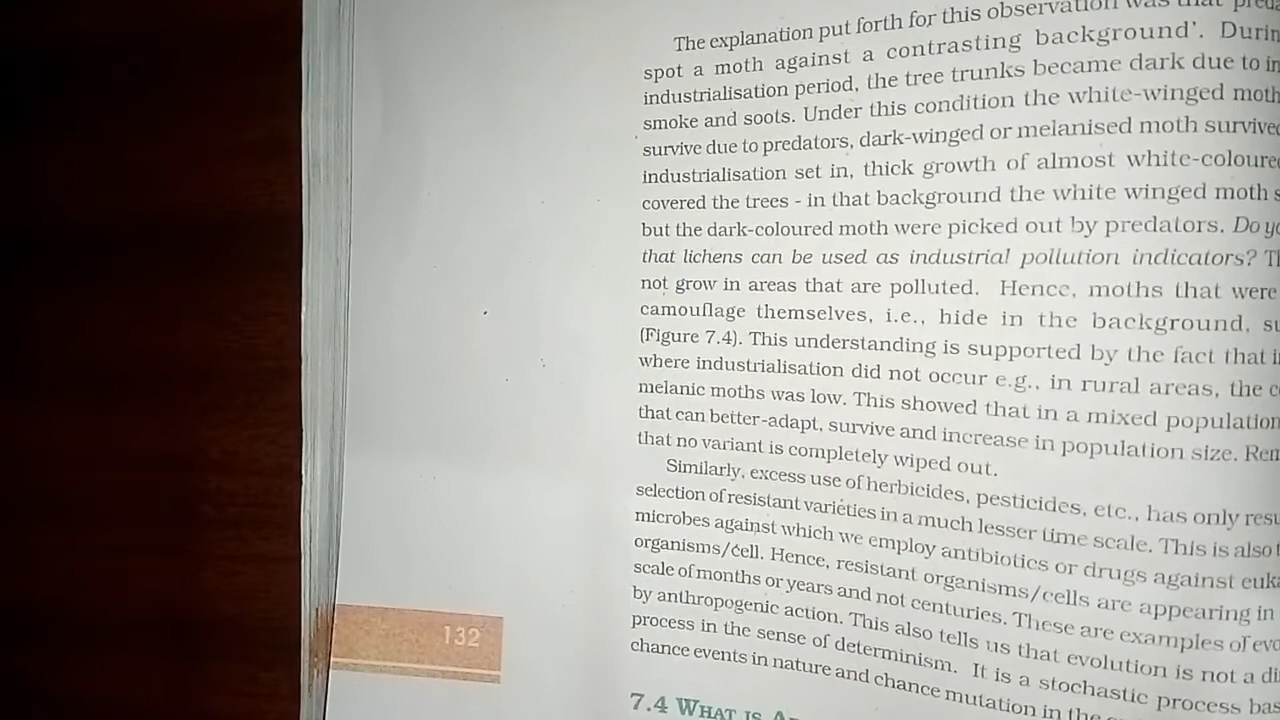 The explanation put forth for this observation was that
spot a moth against a contrasting background'.
industrialisation period, the tree trunks became dark due to
smoke and soots. Under this condition the white-winged
survive due to predators, dark-winged or melanised moth
industrialisation set in, thick growth of almost
covered the trees - in that background the white winged moth
but the dark-coloured moth were picked out by predators. Do
that lichens can be used as industrial pollution indicators?
not grow in areas that are polluted. Hence, moths that were
camouflage themselves, i.e., hide in the background,
(Figure 7.4). This understanding is supported by the fact that
where industrialisation did not occur e.g., in rural areas, the
melanic moths was low. This showed that in a mixed population
that can better-adapt, survive and increase in population size.
that no variant is completely wiped out.
Similarly, excess use of herbicides, pesticides, etc., has only
selection of resistant varieties in a much lesser time scale. This is also
microbes against which we employ antibiotics or drugs against
organisms/cell. Hence, resistant organisms/cells are appearing in
scale of months or years and not centuries. These are examples of
by anthropogenic action. This also tells us that evolution is not a
process in the sense of determinism. It is a stochastic process
chance events in nature and chance mutation in the
132
7.4 WHAT IS